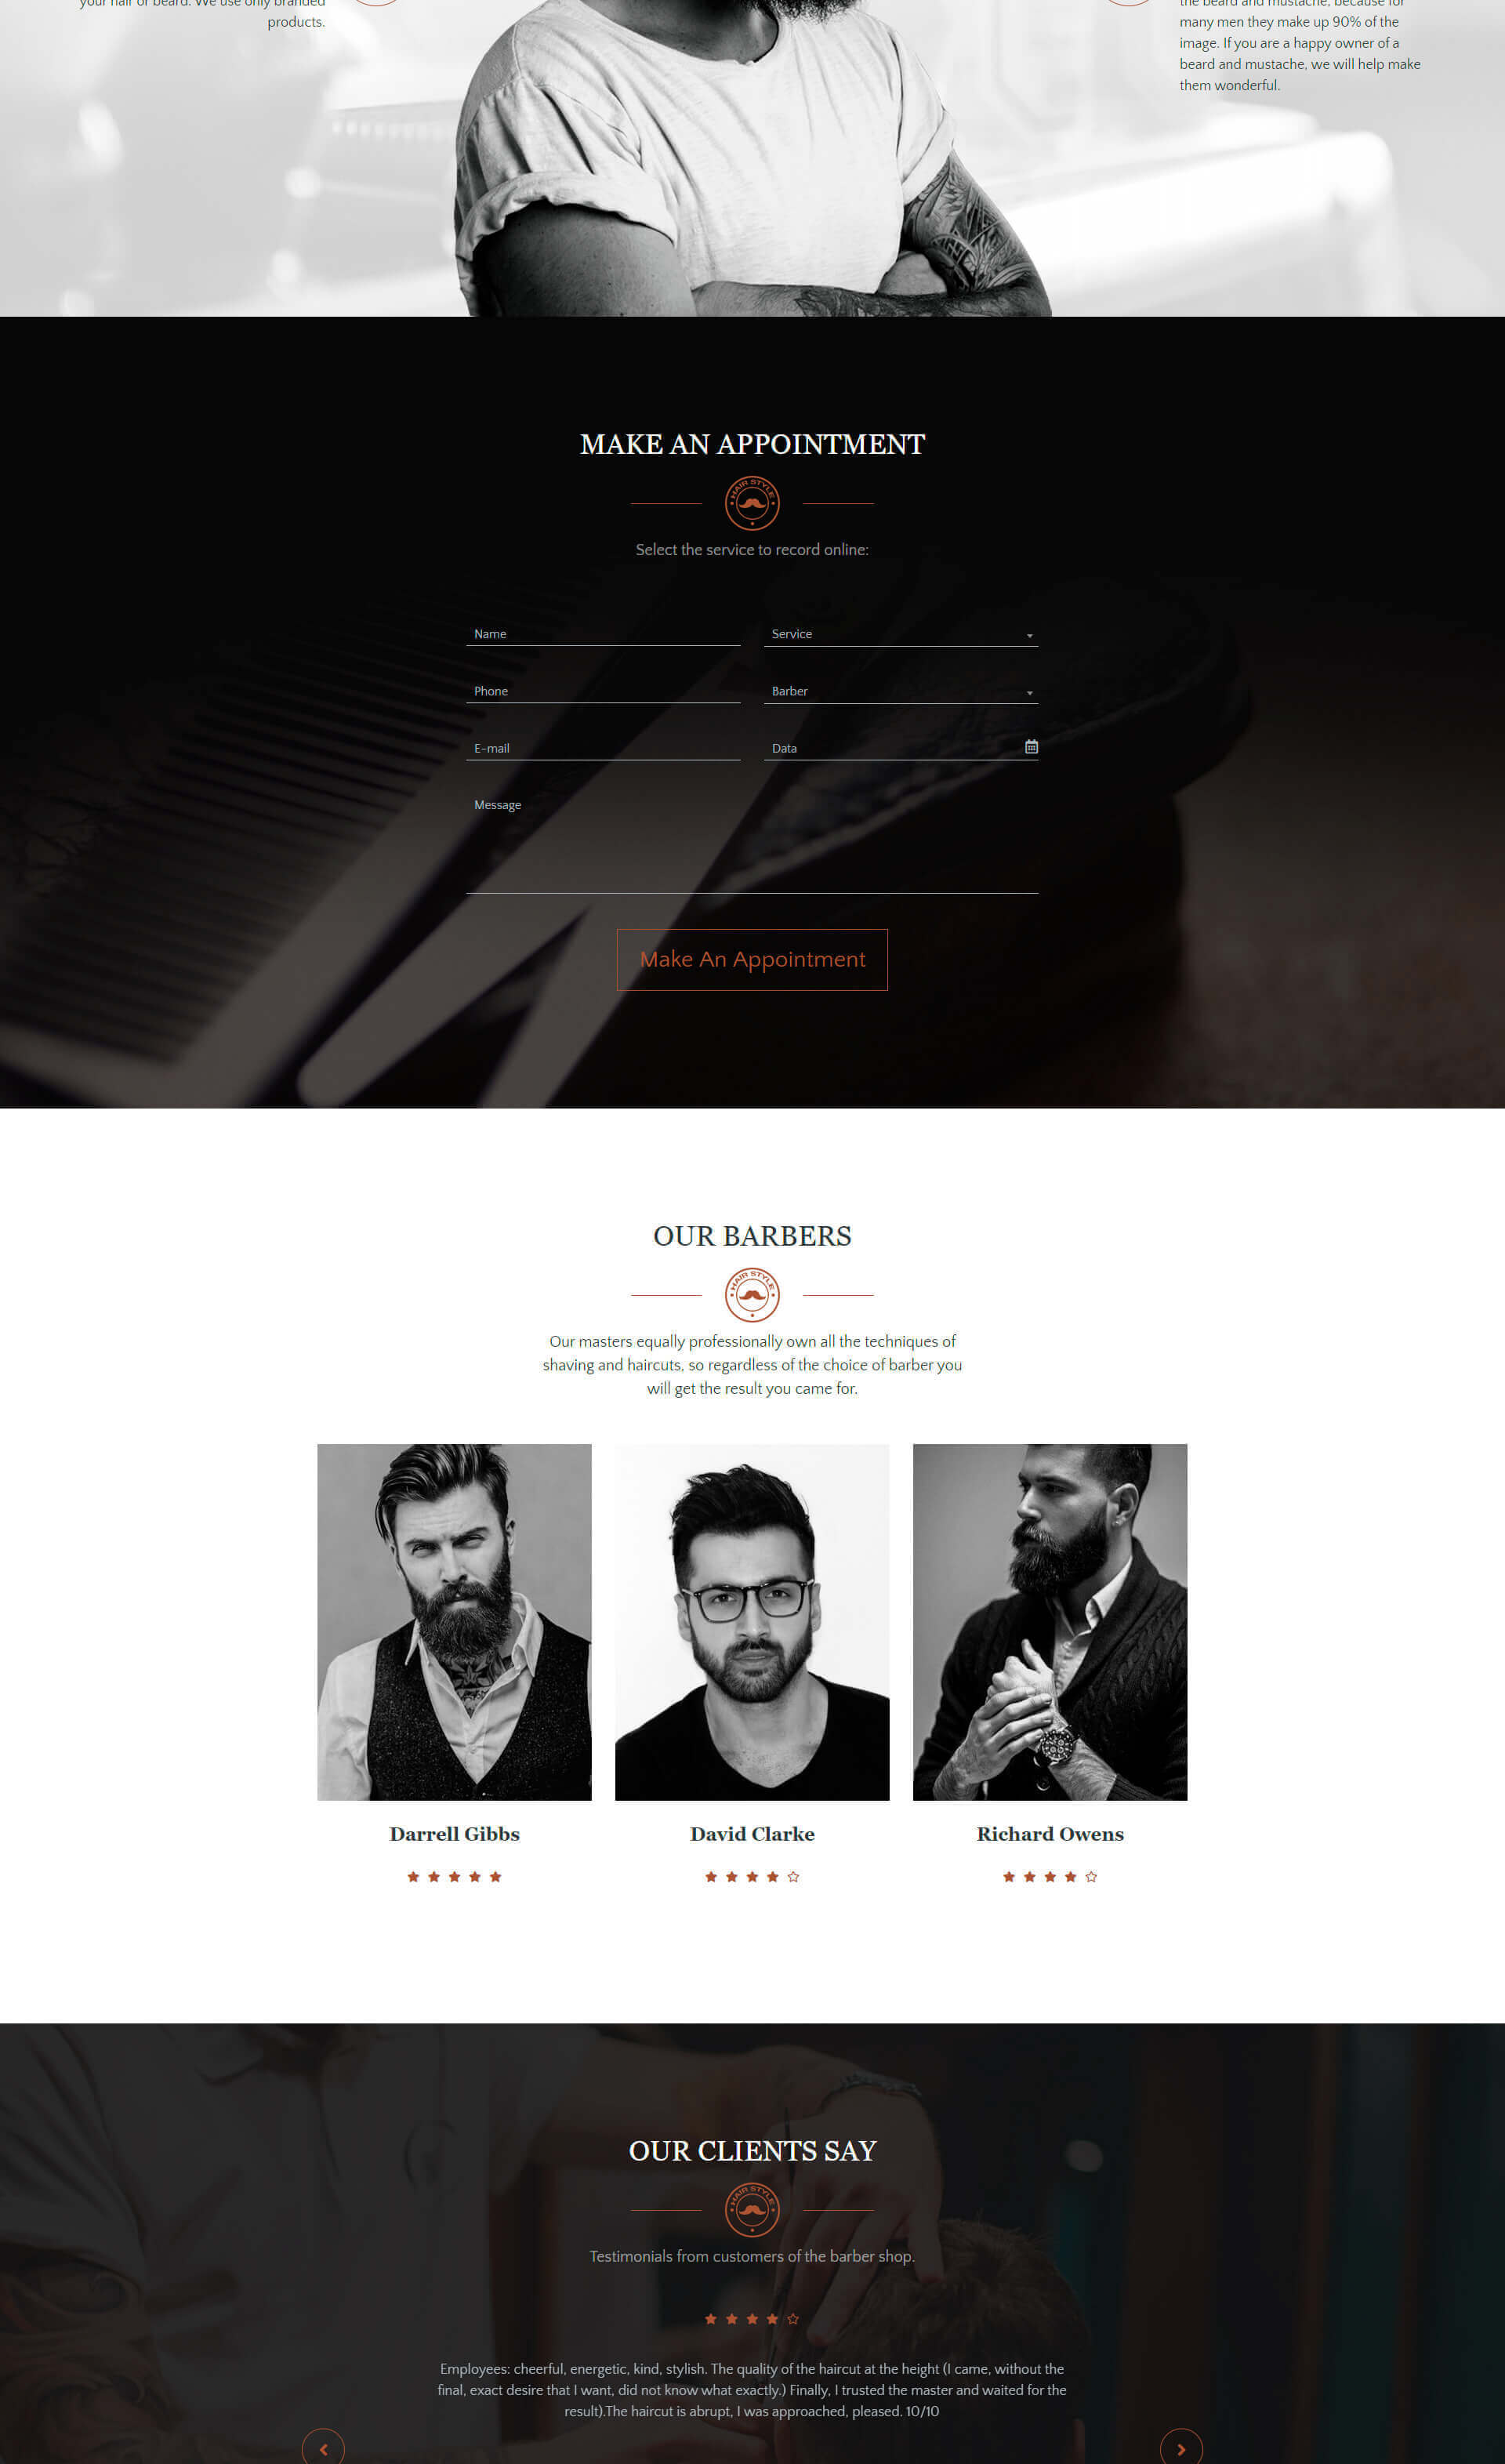 your hair or beard. We use only branded
products.
the beard and mustache, because for
many men they make up 90% of the
image. If you are a happy owner of a
beard and mustache, we will help make
them wonderful.
MAKE AN APPOINTMENT
HAIR STYLE
Select the service to record online:
Name
Service
Phone
Barber
E-mail
Data
Message
Make An Appointment
OUR BARBERS
HAIR STYLE
Our masters equally professionally own all the techniques of
shaving and haircuts, so regardless of the choice of barber you
will get the result you came for.
Darrell Gibbs
David Clarke
Richard Owens
OUR CLIENTS SAY
HAIR STYLE
Testimonials from customers of the barber shop.
Employees: cheerful, energetic, kind, stylish. The quality of the haircut at the height (I came, without the
final, exact desire that I want, did not know what exactly.) Finally, I trusted the master and waited for the
result).The haircut is abrupt, I was approached, pleased. 10/10